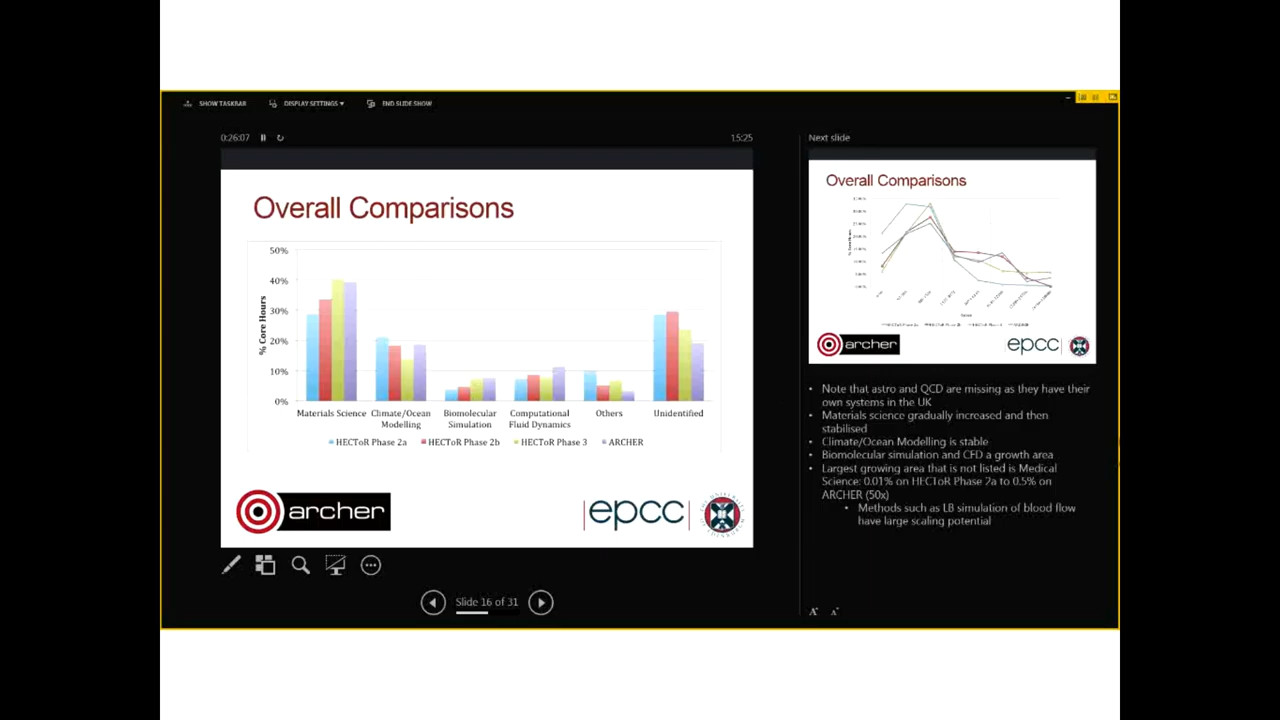 SHOW TASKBAR DISPLAY SETTINGS ▾ END SLIDE SHOW
0:26:07 15:25
Overall Comparisons
50%
40%
30%
20%
10%
0%
% Core Hours
Materials Science Climate/Ocean Modelling Biomolecular Simulation Computational Fluid Dynamics Others Unidentified
HECToR Phase 2a HECToR Phase 2b HECToR Phase 3 ARCHER
archer
epcc
Slide 16 of 31
Next slide
Overall Comparisons
archer
epcc
• Note that astro and QCD are missing as they have their
own systems in the UK
• Materials science gradually increased and then
stabilised
• Climate/Ocean Modelling is stable
• Biomolecular simulation and CFD a growth area
• Largest growing area that is not listed is Medical
Science: 0.01% on HECToR Phase 2a to 0.5% on
ARCHER (50x)
• Methods such as LB simulation of blood flow
have large scaling potential
A A